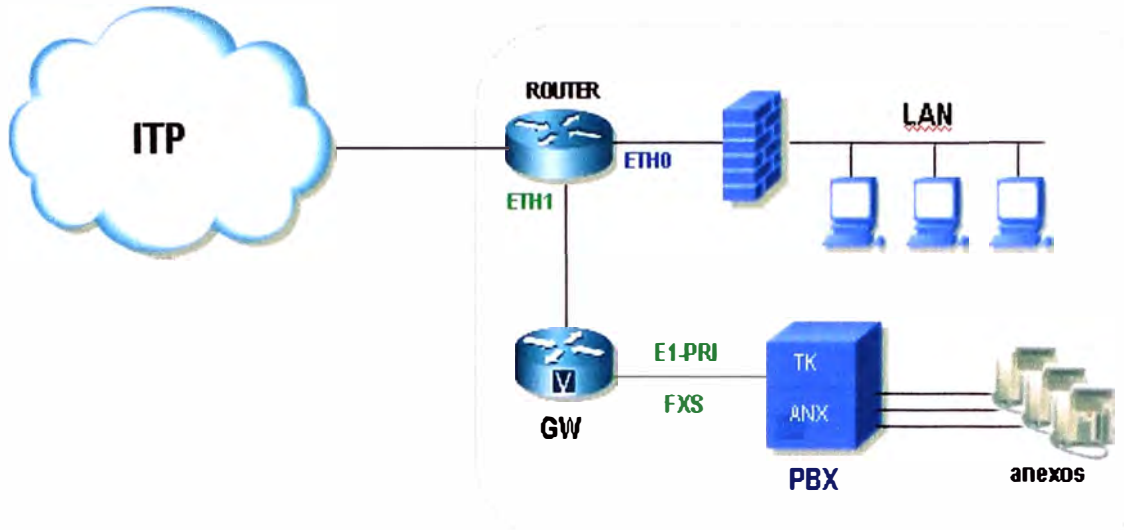 ITP
ROUTER
LAN
ETH0
ETH1
E1-PRI
FXS
V
GW
TK
ANX
PBX
anexos